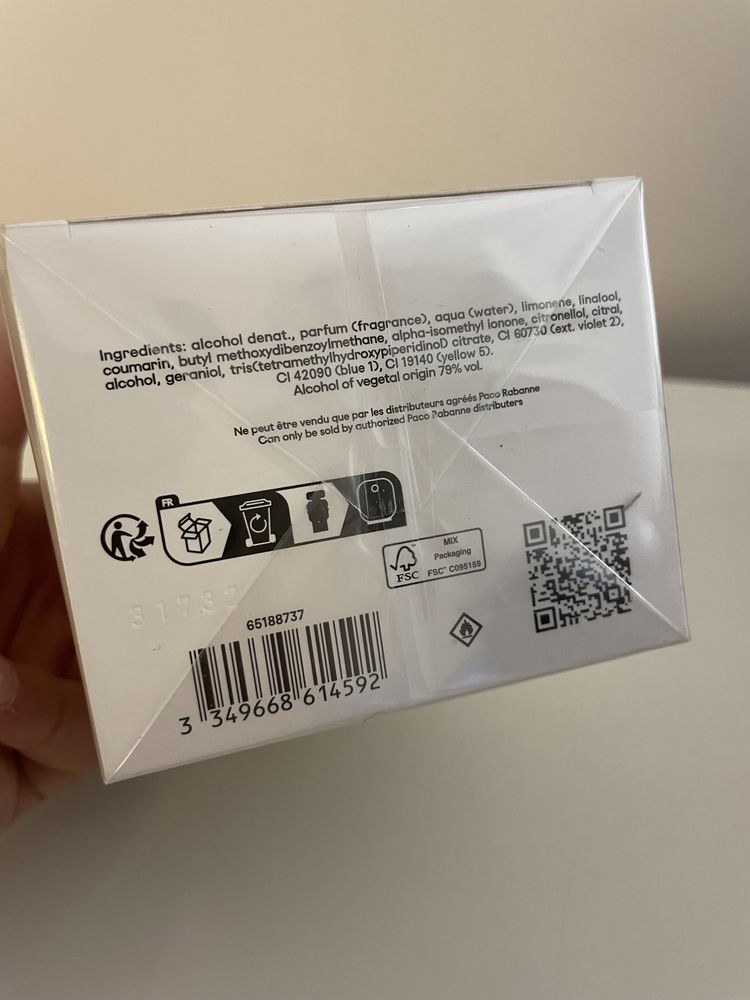 Ingredients: alcohol denat., parfum (fragrance), aqua (water), limonene, linalool,
coumarin, butyl methoxydibenzoylmethane, alpha-isomethyl ionone, citronellol, citral,
alcohol, geraniol, tris(tetramethylhydroxypiperidinol) citrate, CI 60730 (ext. violet 2),
CI 42090 (blue 1), CI 19140 (yellow 5).
Alcohol of vegetal origin 79% vol.
Ne peut être vendu que par les distributeurs agréés Paco Rabanne
Can only be sold by authorized Paco Rabanne distributers
FR
MIX
Packaging
FSC™ C095159
FSC
3173
65188737
3 349668 614592